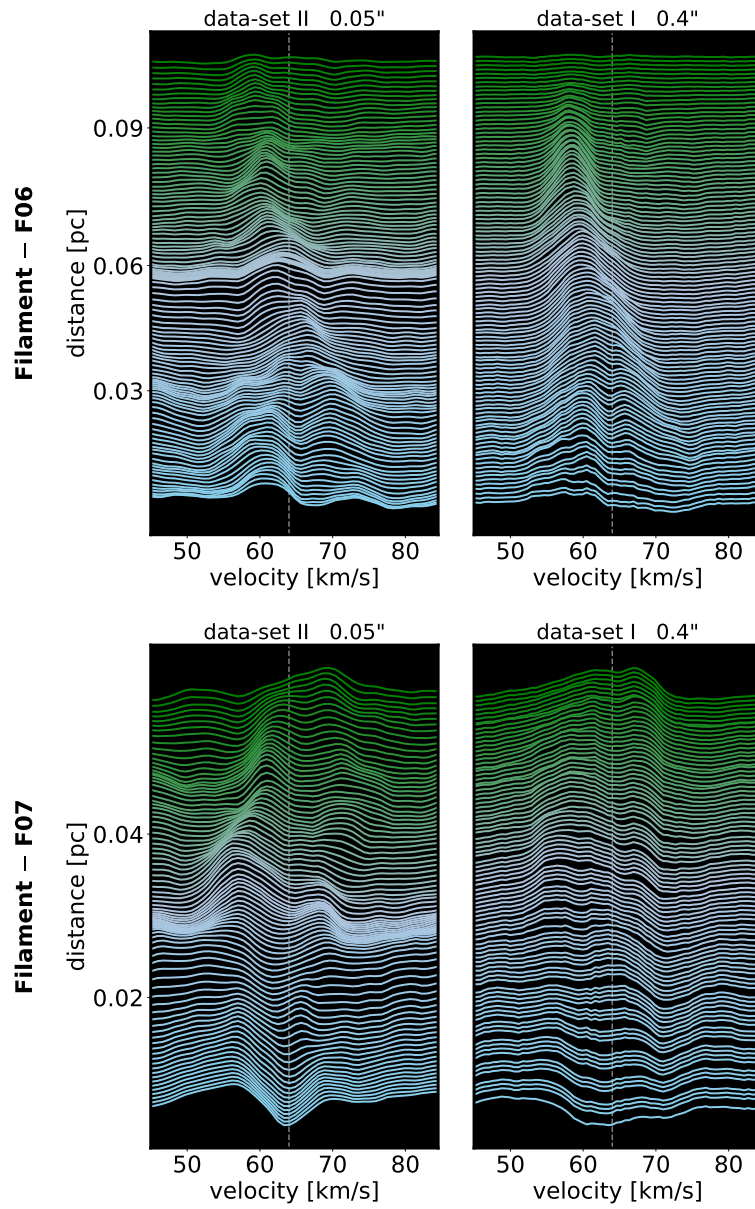 data-set II 0.05"
data-set I 0.4"
Filament − F06
distance [pc]
0.09
0.06
0.03
50 60 70 80
50 60 70 80
velocity [km/s]
velocity [km/s]
data-set II 0.05"
data-set I 0.4"
Filament − F07
distance [pc]
0.04
0.02
50 60 70 80
50 60 70 80
velocity [km/s]
velocity [km/s]